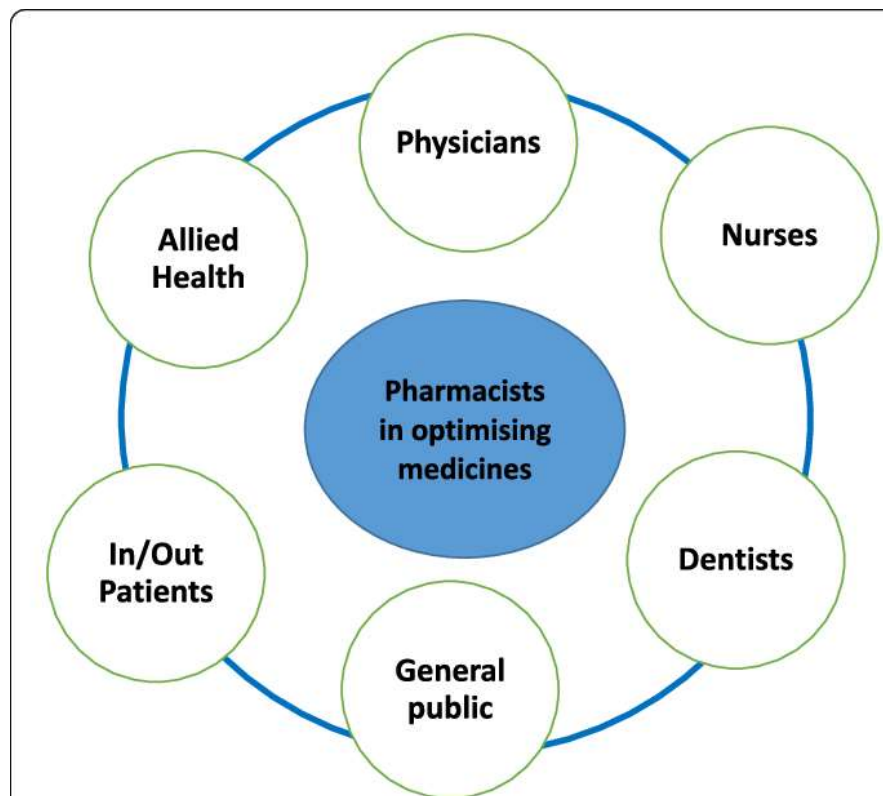 Physicians
Nurses
Allied
Health
Pharmacists
in optimising
medicines
In/Out
Patients
Dentists
General
public